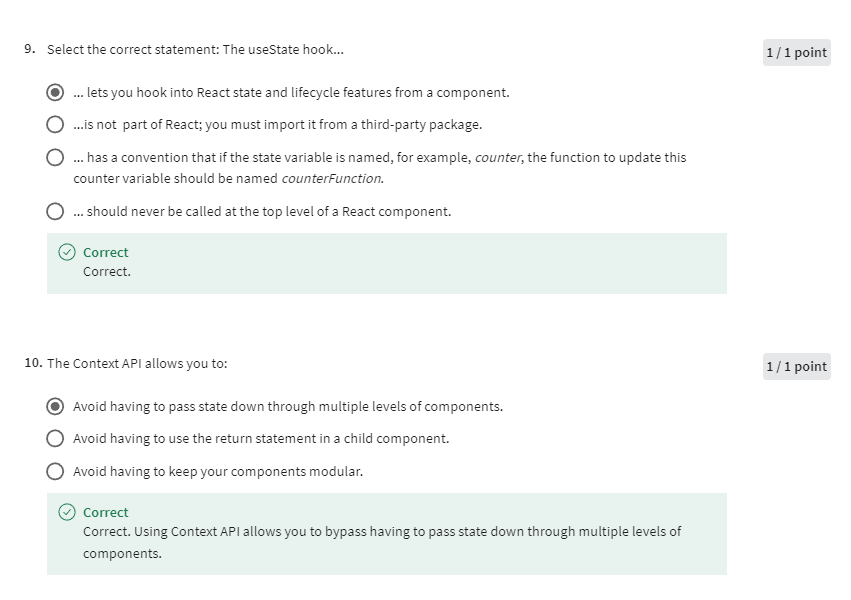 9. Select the correct statement: The useState hook...
1 / 1 point
... lets you hook into React state and lifecycle features from a component.
...is not part of React; you must import it from a third-party package.
... has a convention that if the state variable is named, for example, counter, the function to update this
counter variable should be named counterFunction.
... should never be called at the top level of a React component.
Correct
Correct.
10. The Context API allows you to:
1 / 1 point
Avoid having to pass state down through multiple levels of components.
Avoid having to use the return statement in a child component.
Avoid having to keep your components modular.
Correct
Correct. Using Context API allows you to bypass having to pass state down through multiple levels of
components.